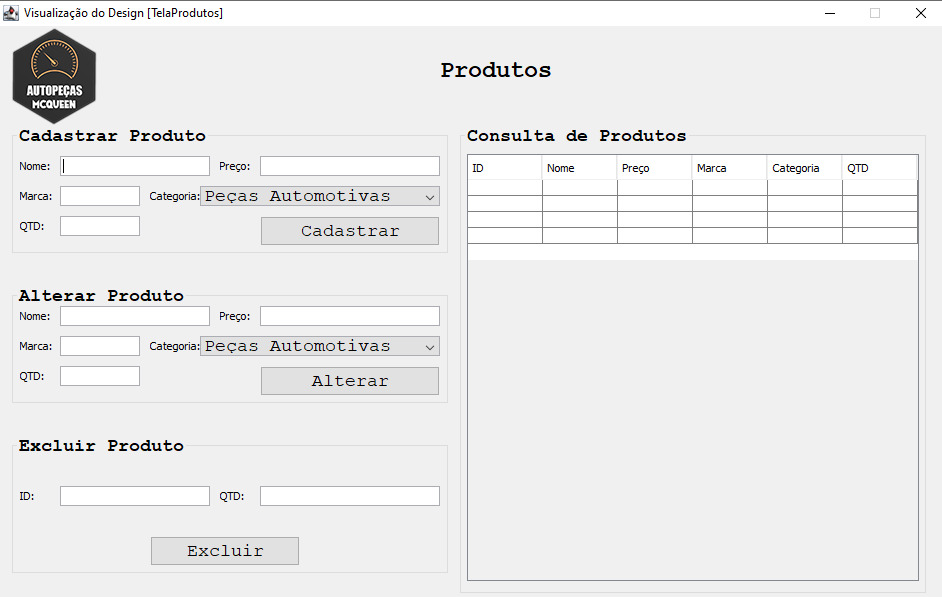 Visualização do Design [TelaProdutos]
AUTOPEÇAS
MCQUEEN
Produtos
Cadastrar Produto
Nome: Preço:
Marca: Categoria: Peças Automotivas
QTD: Cadastrar
Alterar Produto
Nome: Preço:
Marca: Categoria: Peças Automotivas
QTD: Alterar
Excluir Produto
ID: QTD:
Excluir
Consulta de Produtos
ID Nome Preço Marca Categoria QTD